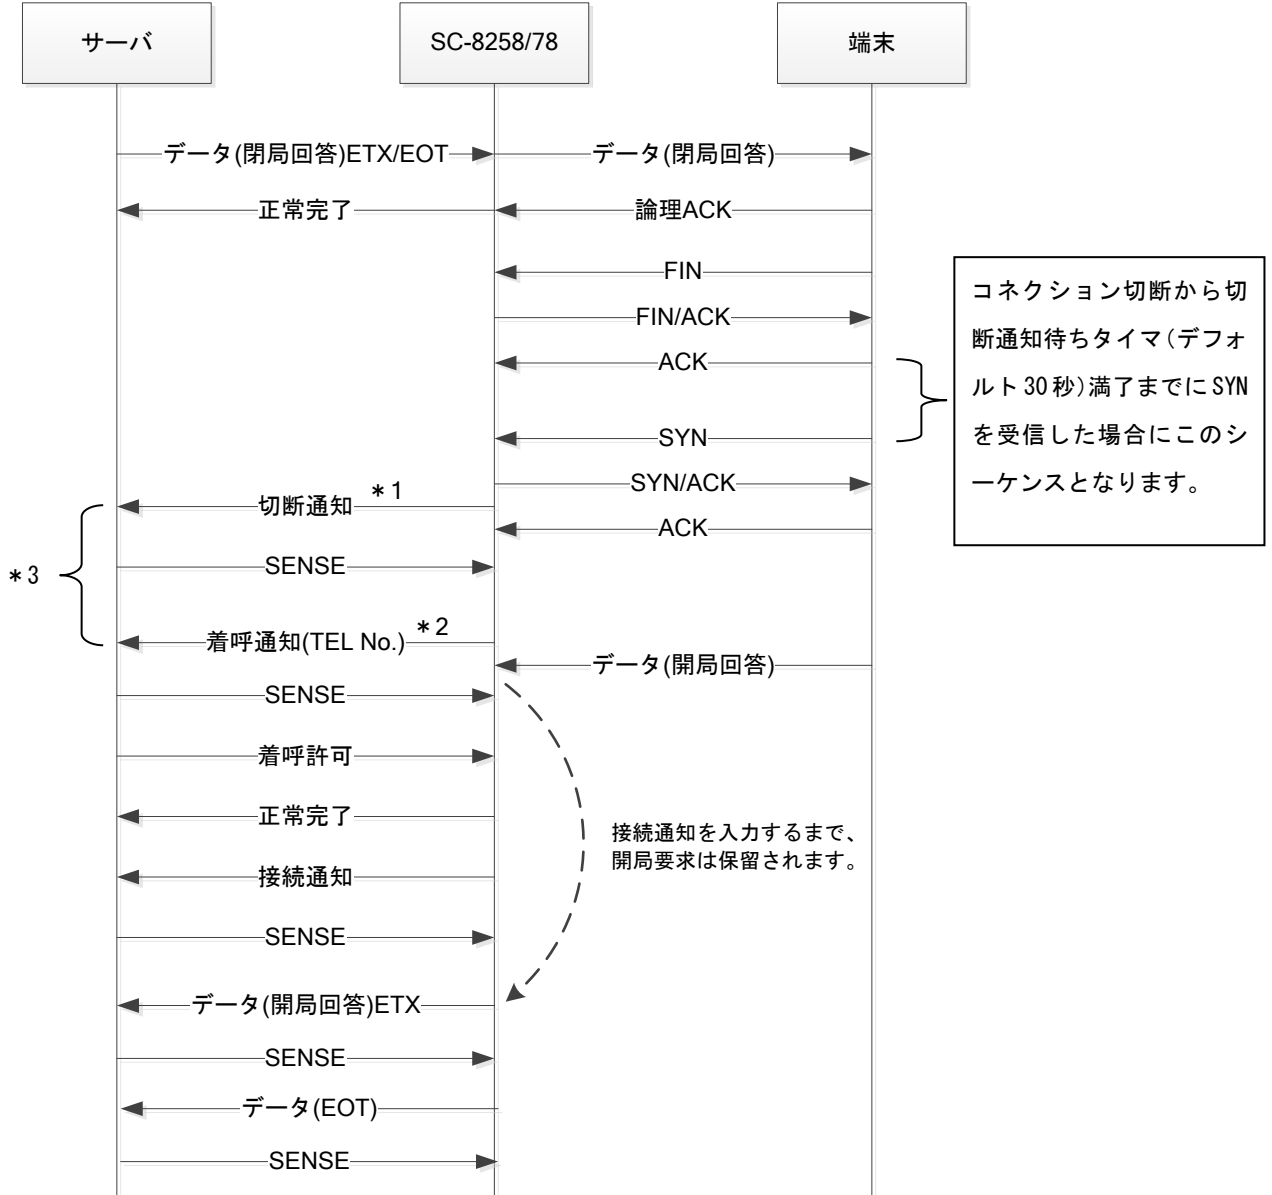 サーバ
SC-8258/78
端末
データ(閉局回答)ETX/EOT
データ(閉局回答)
正常完了
論理ACK
FIN
FIN/ACK
ACK
SYN
SYN/ACK
コネクション切断から切
断通知待ちタイマ(デフォ
ルト30秒)満了までにSYN
を受信した場合にこのシ
ーケンスとなります。
切断通知
*1
ACK
SENSE
*3
着呼通知(TEL No.)
*2
データ(開局回答)
SENSE
着呼許可
正常完了
接続通知を入力するまで、
開局要求は保留されます。
接続通知
SENSE
データ(開局回答)ETX
SENSE
データ(EOT)
SENSE